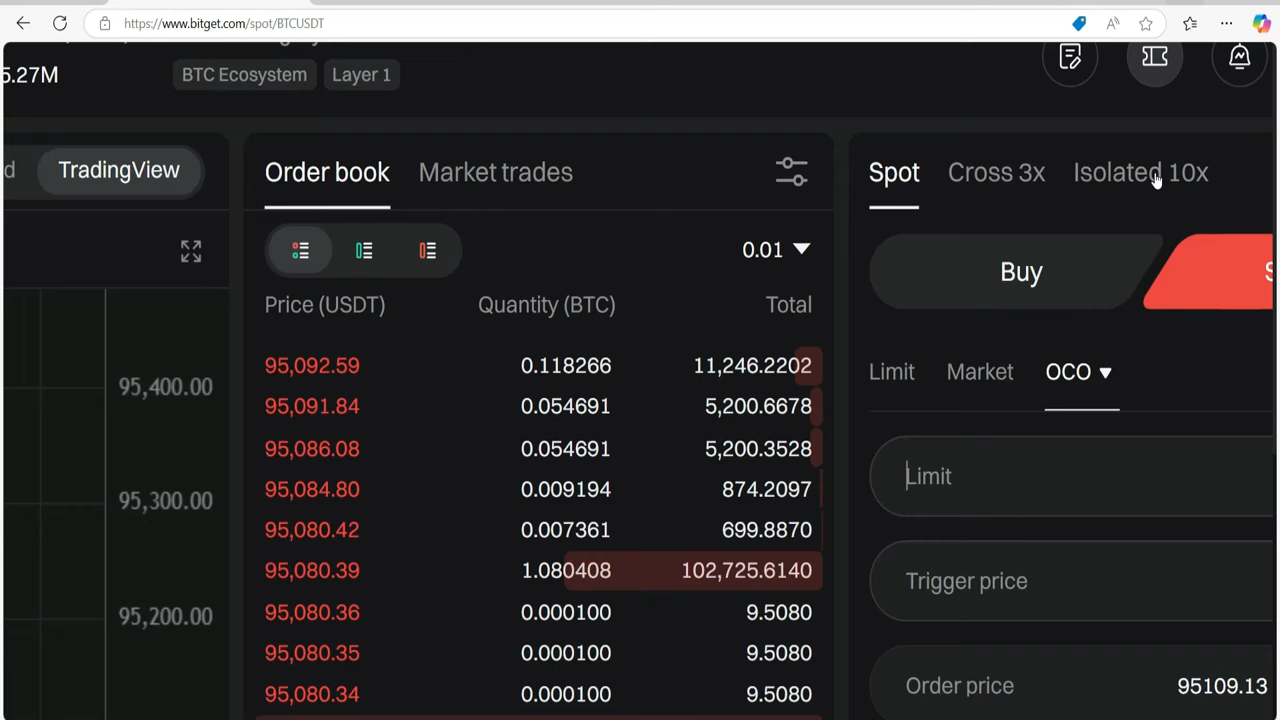 https://www.bitget.com/spot/BTCUSDT
5.27M
BTC Ecosystem
Layer 1
d
TradingView
Order book
Market trades
Spot
Cross 3x
Isolated 10x
0.01
Buy
S
Price (USDT)
Quantity (BTC)
Total
Limit
Market
OCO
95,092.59 0.118266 11,246.2202
95,091.84 0.054691 5,200.6678
95,086.08 0.054691 5,200.3528
95,084.80 0.009194 874.2097
95,080.42 0.007361 699.8870
95,080.39 1.080408 102,725.6140
95,080.36 0.000100 9.5080
95,080.35 0.000100 9.5080
95,080.34 0.000100 9.5080
95,400.00
95,300.00
95,200.00
Limit
Trigger price
Order price 95109.13